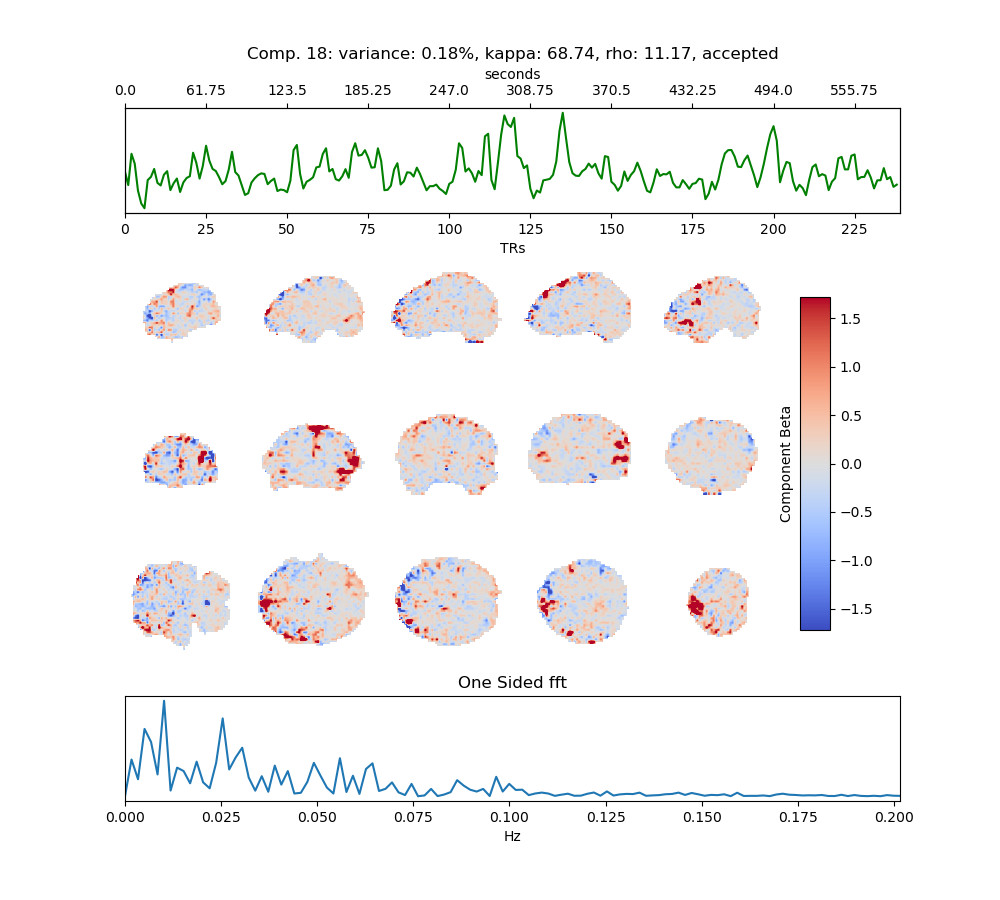 Comp. 18: variance: 0.18%, kappa: 68.74, rho: 11.17, accepted
seconds
0.0 61.75 123.5 185.25 247.0 308.75 370.5 432.25 494.0 555.75
0 25 50 75 100 125 150 175 200 225
TRs
1.5
1.0
0.5
0.0
−0.5
−1.0
−1.5
Component Beta
One Sided fft
0.000 0.025 0.050 0.075 0.100 0.125 0.150 0.175 0.200
Hz